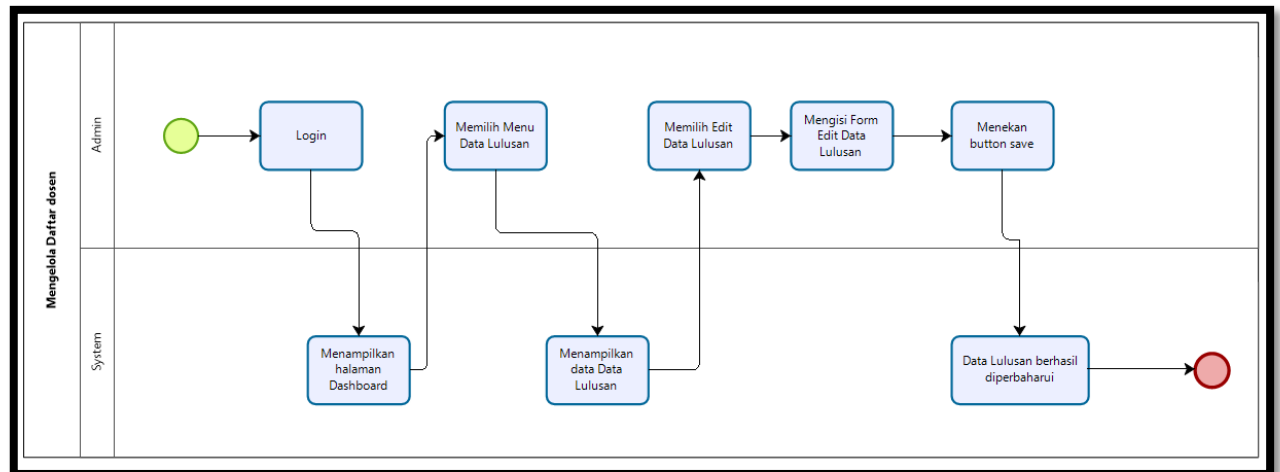 Mengelola Daftar dosen
Admin
Login
Memilih Menu
Data Lulusan
Memilih Edit
Data Lulusan
Mengisi Form
Edit Data
Lulusan
Menekan
button save
System
Menampilkan
halaman
Dashboard
Menampilkan
data Data
Lulusan
Data Lulusan berhasil
diperbaharui